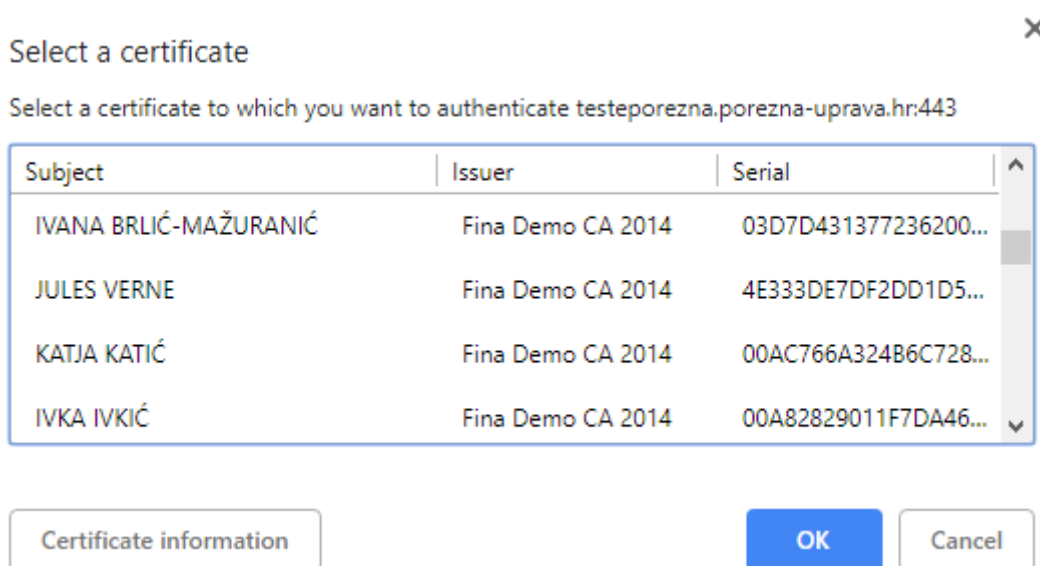 Select a certificate
Select a certificate to which you want to authenticate testeporezna.porezna-uprava.hr:443
Subject Issuer Serial
IVANA BRLIĆ-MAŽURANIĆ Fina Demo CA 2014 03D7D431377236200...
JULES VERNE Fina Demo CA 2014 4E333DE7DF2DD1D5...
KATJA KATIĆ Fina Demo CA 2014 00AC766A324B6C728...
IVKA IVKIĆ Fina Demo CA 2014 00A82829011F7DA46...
Certificate information OK Cancel